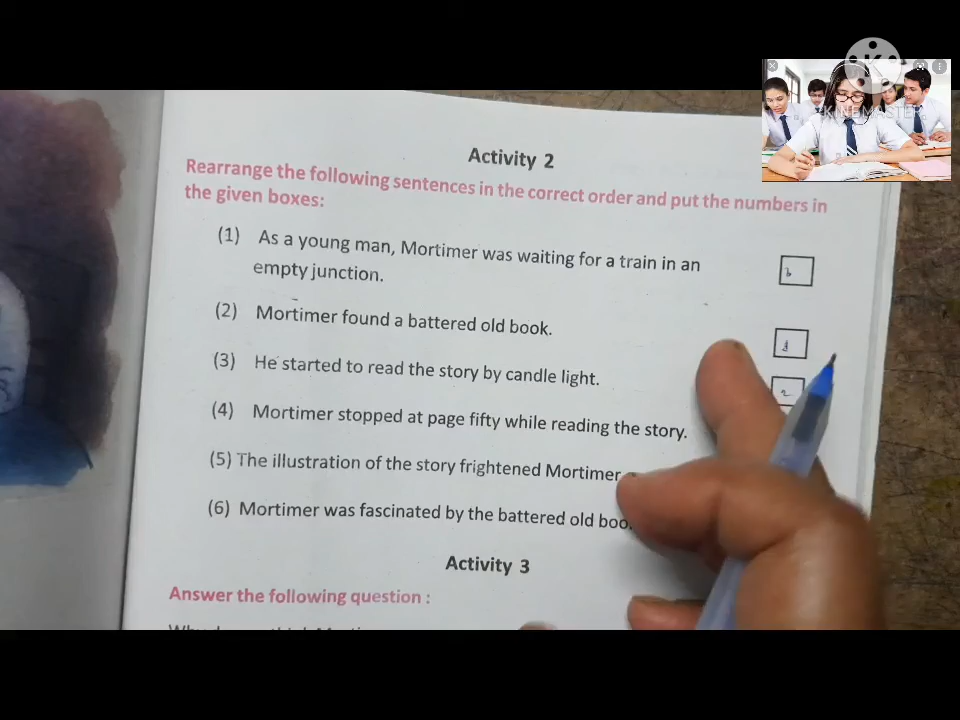 KINEMASTER
Activity 2
Rearrange the following sentences in the correct order and put the numbers in
the given boxes:
(1) As a young man, Mortimer was waiting for a train in an
empty junction.
(2) Mortimer found a battered old book.
(3) He started to read the story by candle light.
(4) Mortimer stopped at page fifty while reading the story.
(5) The illustration of the story frightened Mortimer
(6) Mortimer was fascinated by the battered old
Activity 3
Answer the following question :